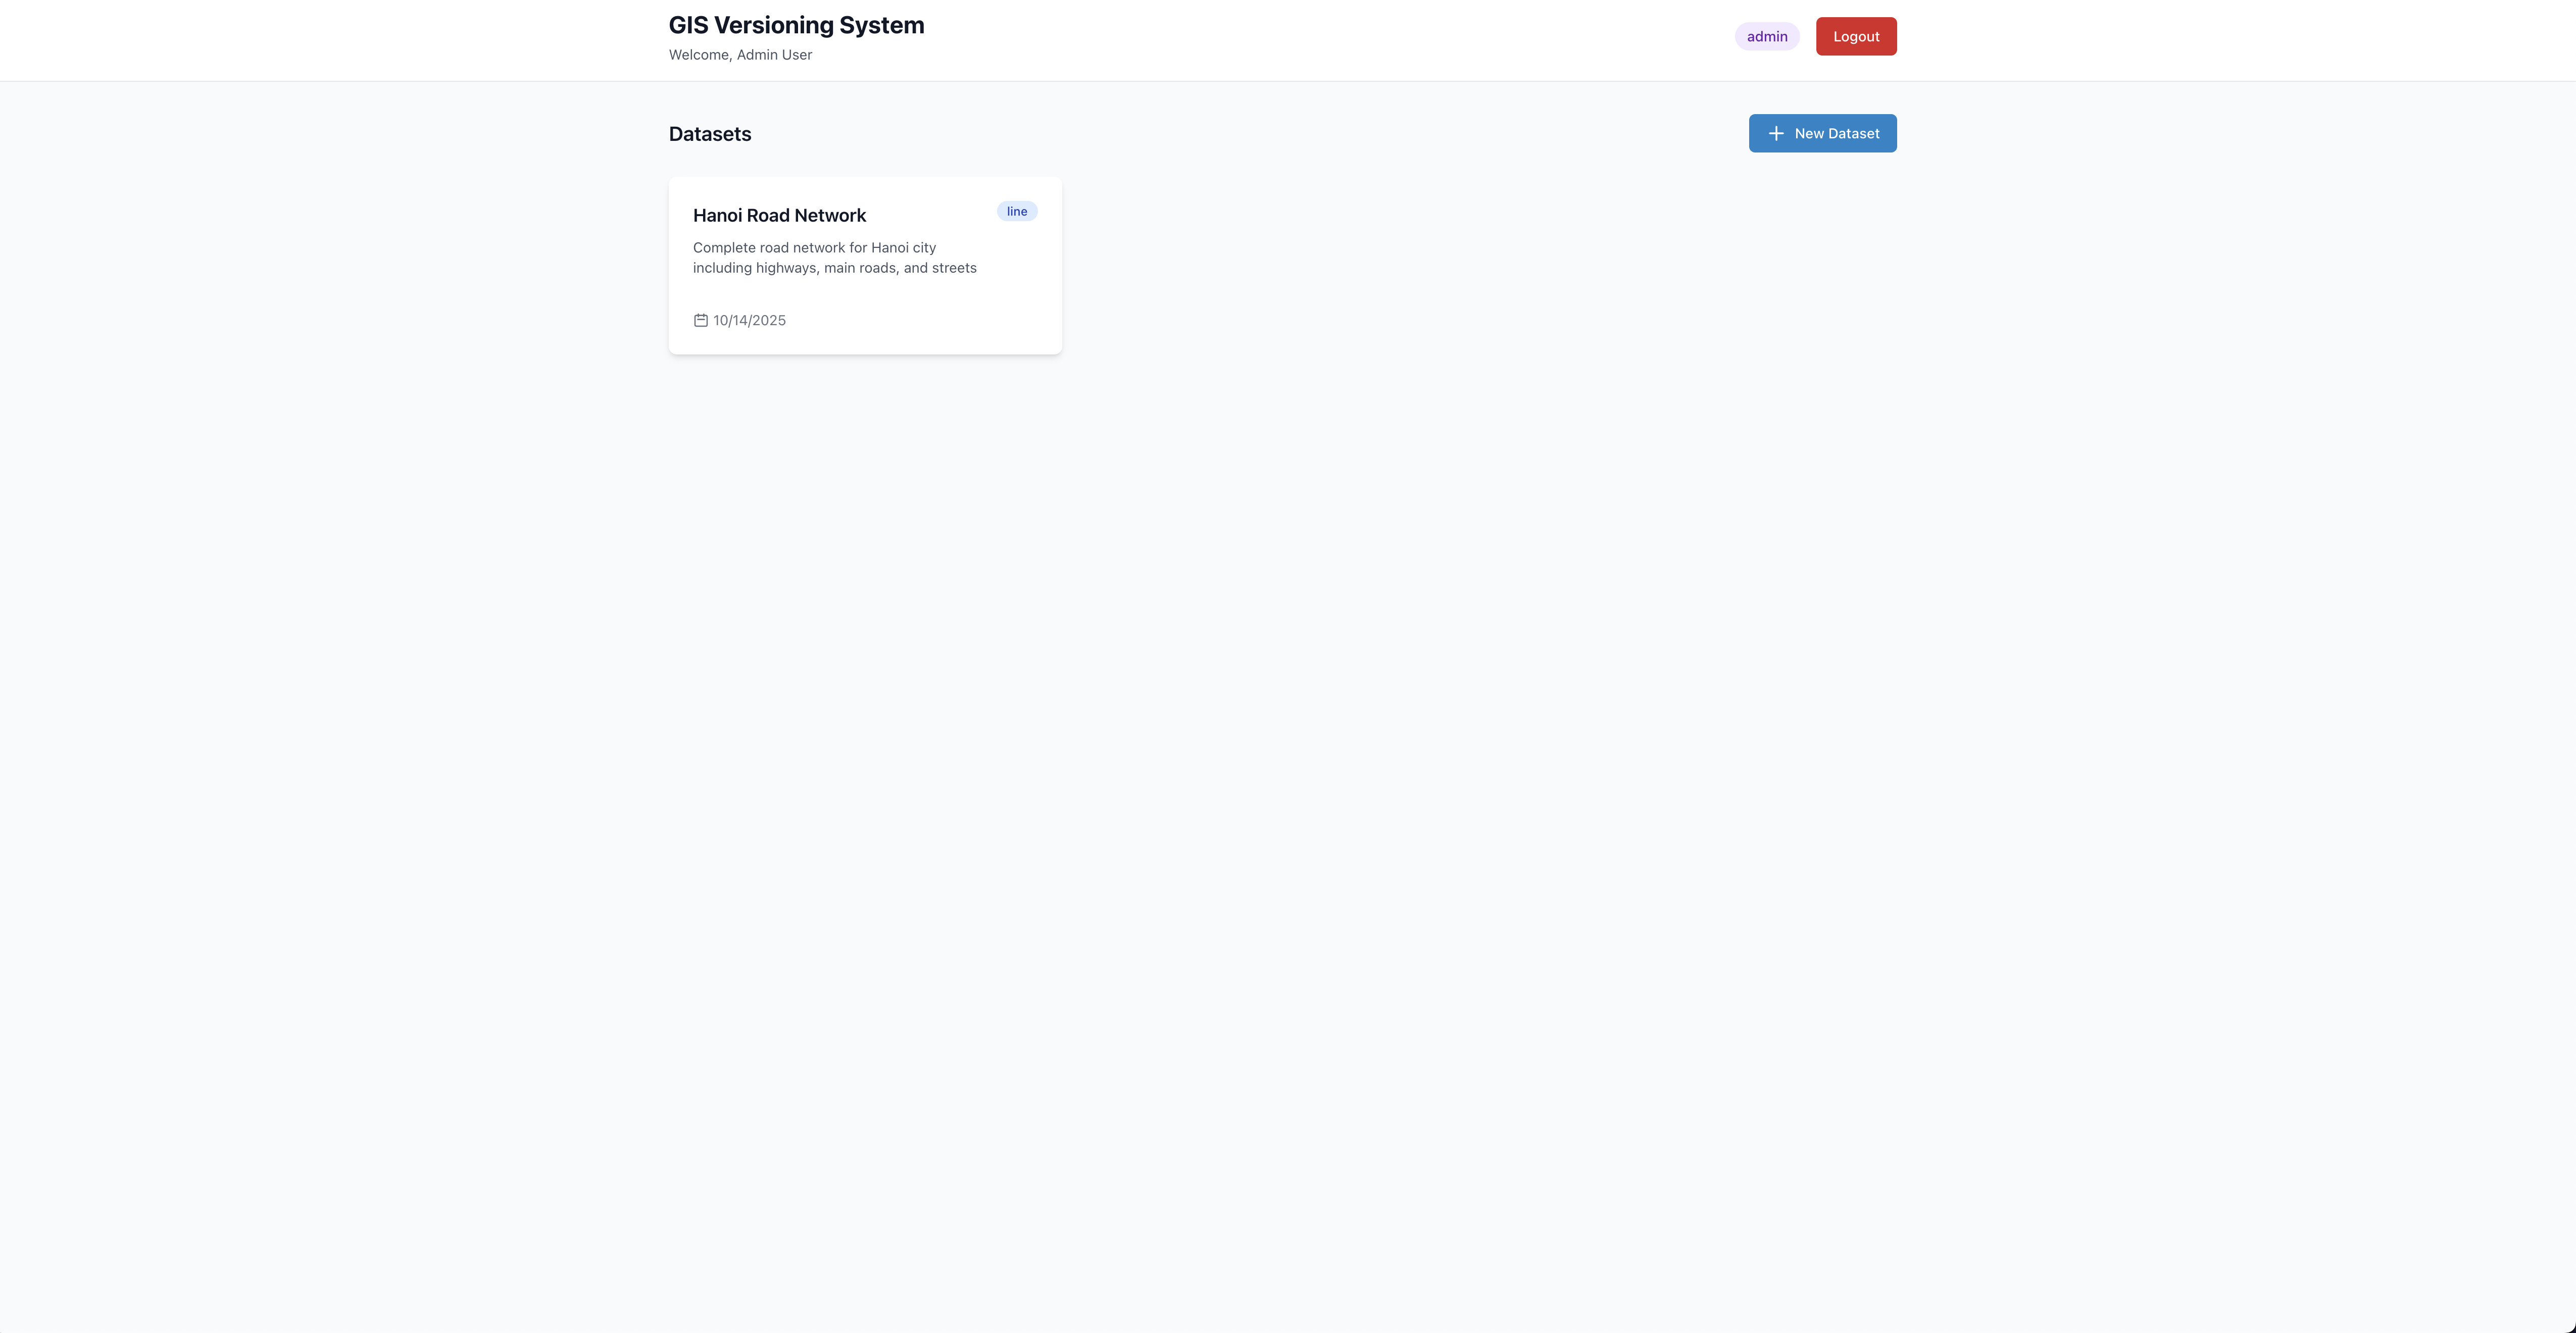 GIS Versioning System
Welcome, Admin User
admin
Logout
Datasets
New Dataset
Hanoi Road Network
line
Complete road network for Hanoi city
including highways, main roads, and streets
10/14/2025